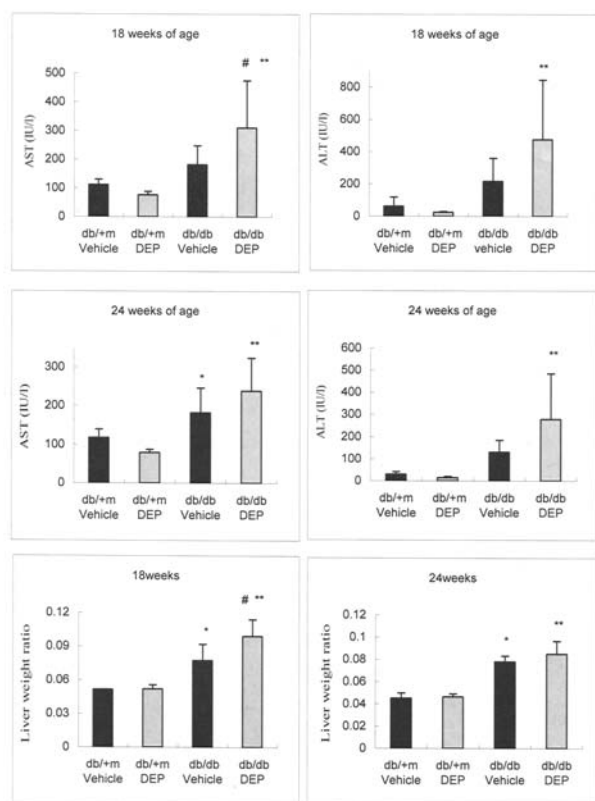 18 weeks of age
# **
500
400
300
200
100
0
AST (IU/l)
db/+m db/+m db/db db/db
Vehicle DEP Vehicle DEP
18 weeks of age
**
800
600
400
200
0
ALT (IU/l)
db/+m db/+m db/db db/db
Vehicle DEP vehicle DEP
24 weeks of age
* **
300
200
100
0
AST (IU/l)
db/+m db/+m db/db db/db
Vehicle DEP Vehicle DEP
24 weeks of age
**
600
500
400
300
200
100
0
ALT (IU/l)
db/+m db/+m db/db db/db
Vehicle DEP Vehicle DEP
18weeks
* # **
0.12
0.09
0.06
0.03
0
Liver weight ratio
db/+m db/+m db/db db/db
Vehicle DEP Vehicle DEP
24weeks
* **
0.12
0.1
0.08
0.06
0.04
0.02
0
Liver weight ratio
db/+m db/+m db/db db/db
Vehicle DEP Vehicle DEP